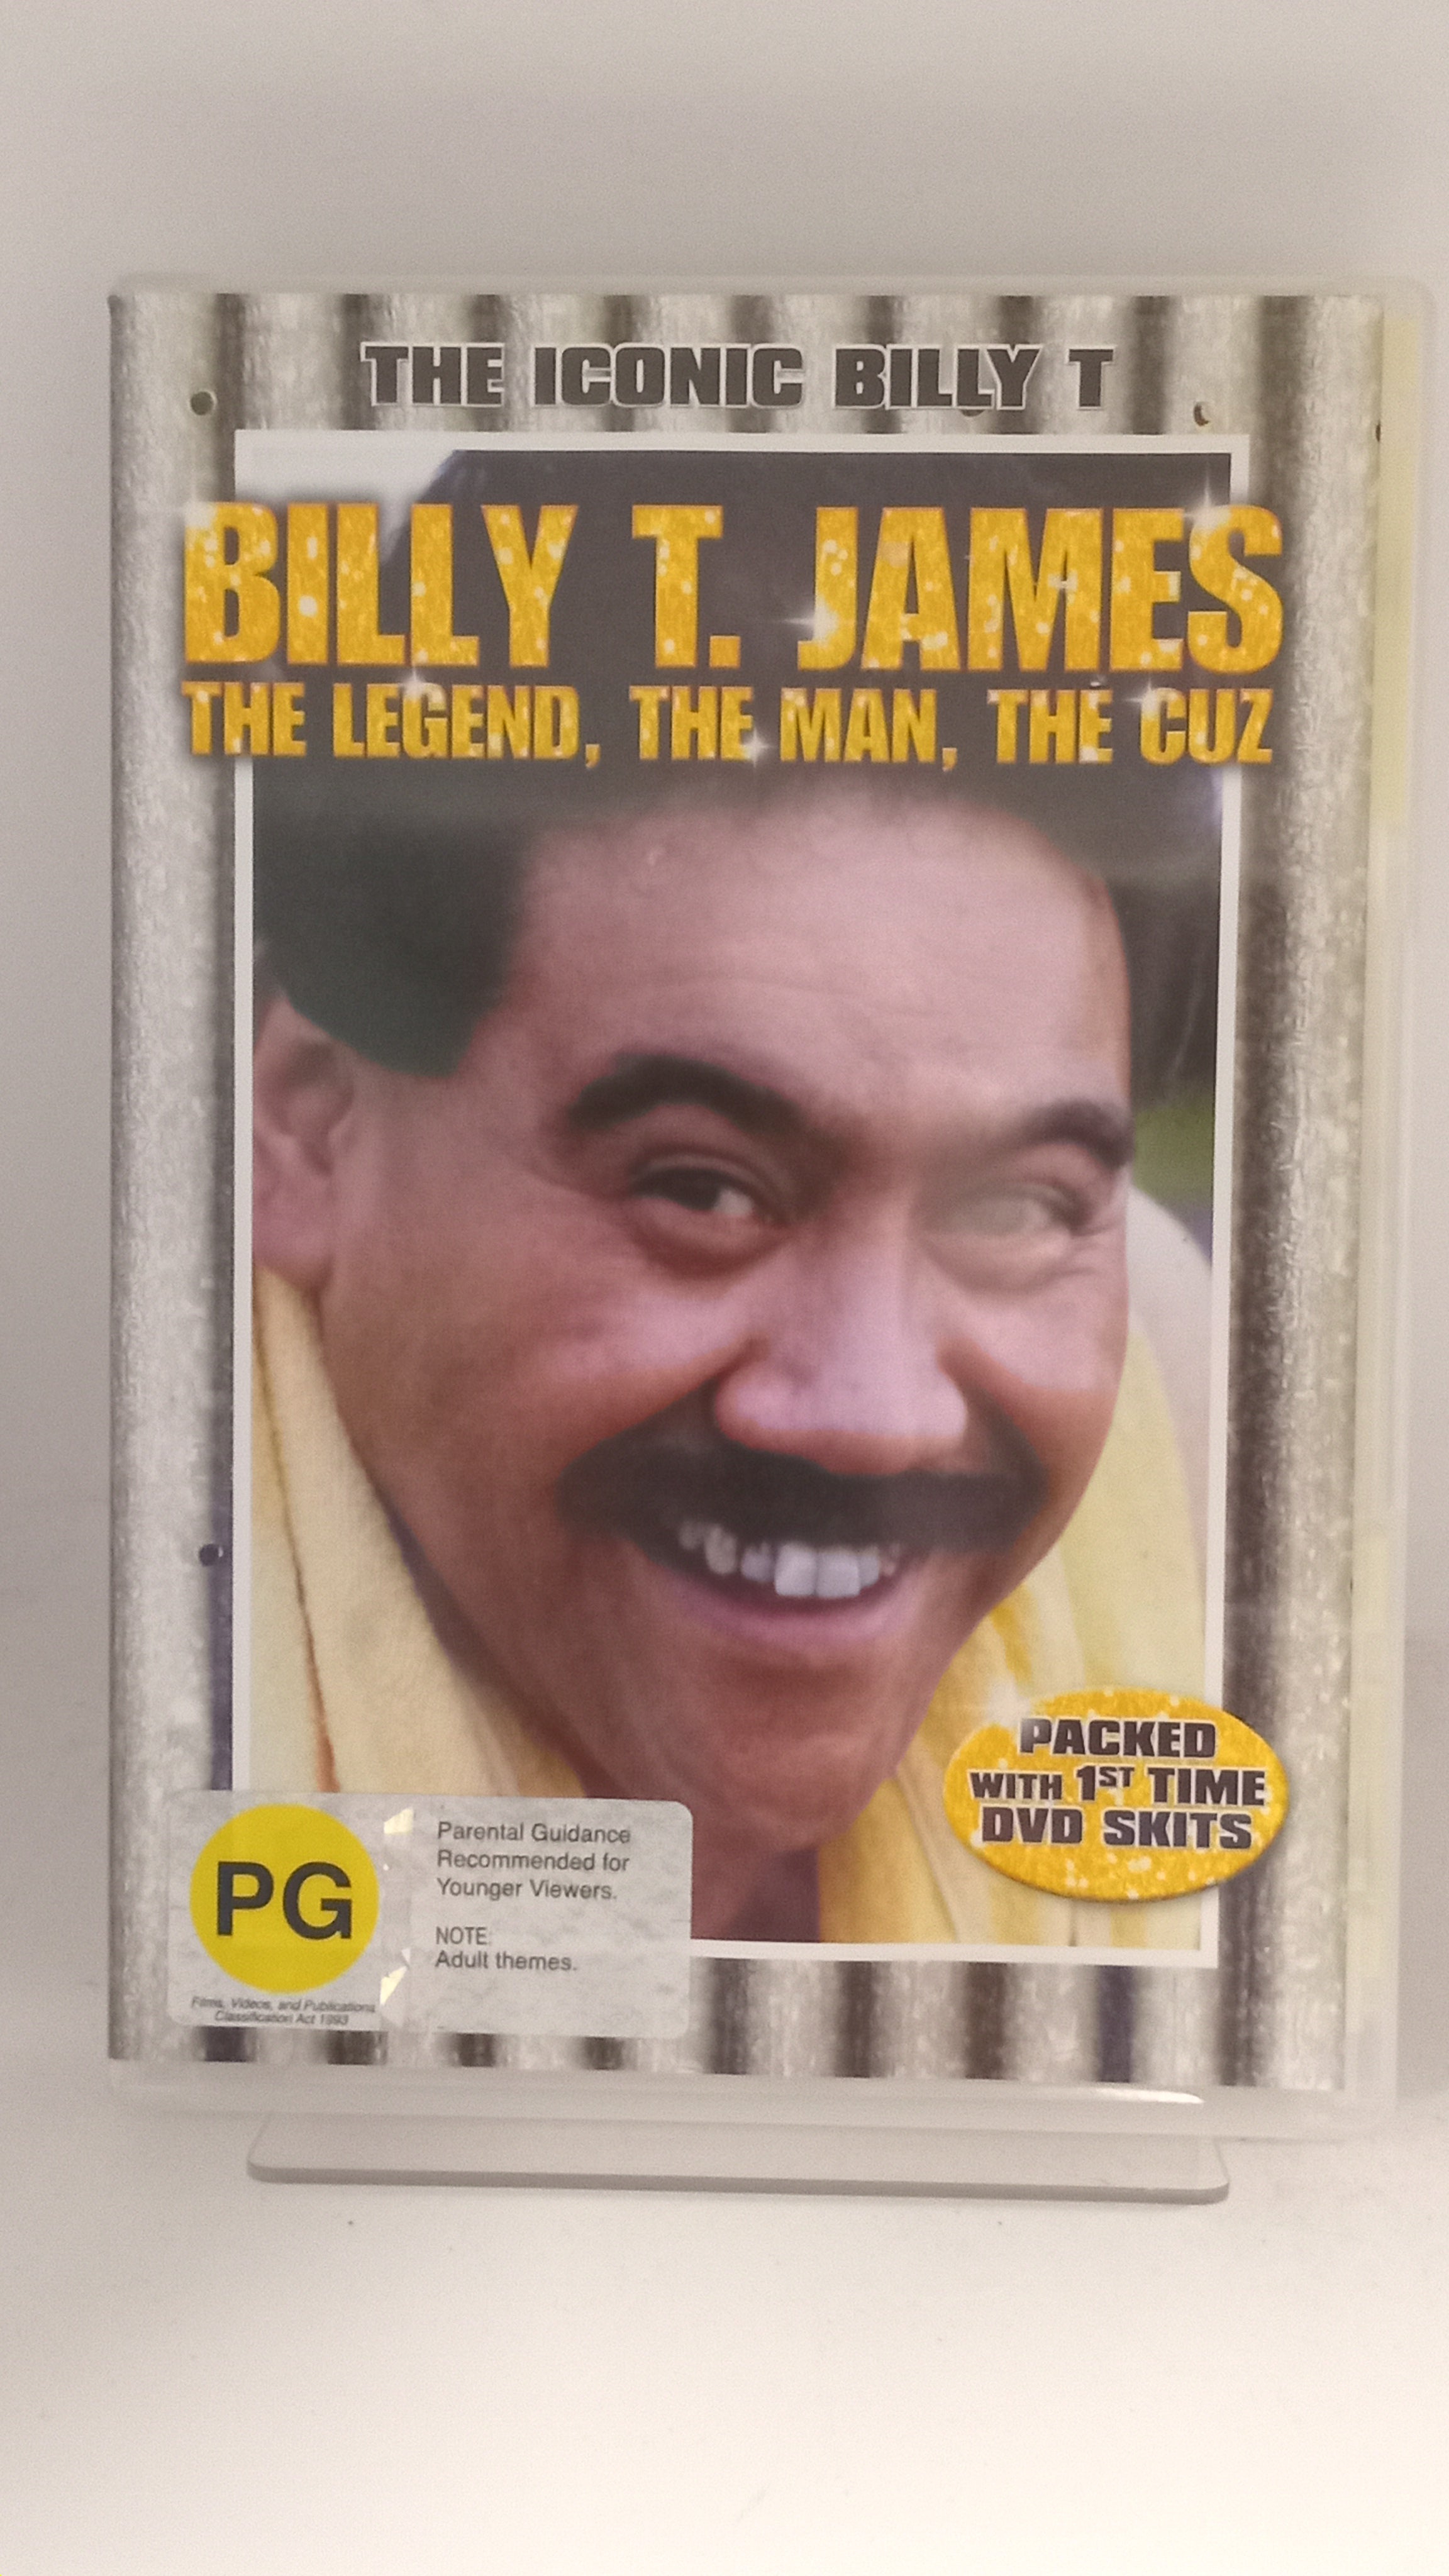 THE ICONIC BILLY T
BILLY T. JAMES
THE LEGEND, THE MAN, THE CUZ
PACKED
WITH 1ST TIME
DVD SKITS
PG
Parental Guidance
Recommended for
Younger Viewers.
NOTE:
Adult themes.
Films, Videos, and Publications
Classification Act 1993